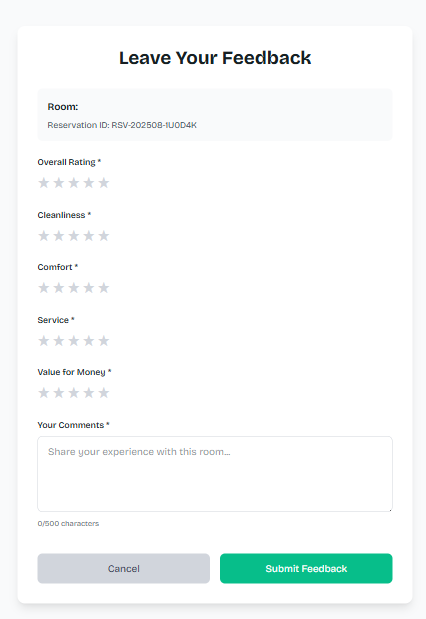 Leave Your Feedback
Room:
Reservation ID: RSV-202508-1U0D4K
Overall Rating *
Cleanliness *
Comfort *
Service *
Value for Money *
Your Comments *
Share your experience with this room...
0/500 characters
Cancel
Submit Feedback